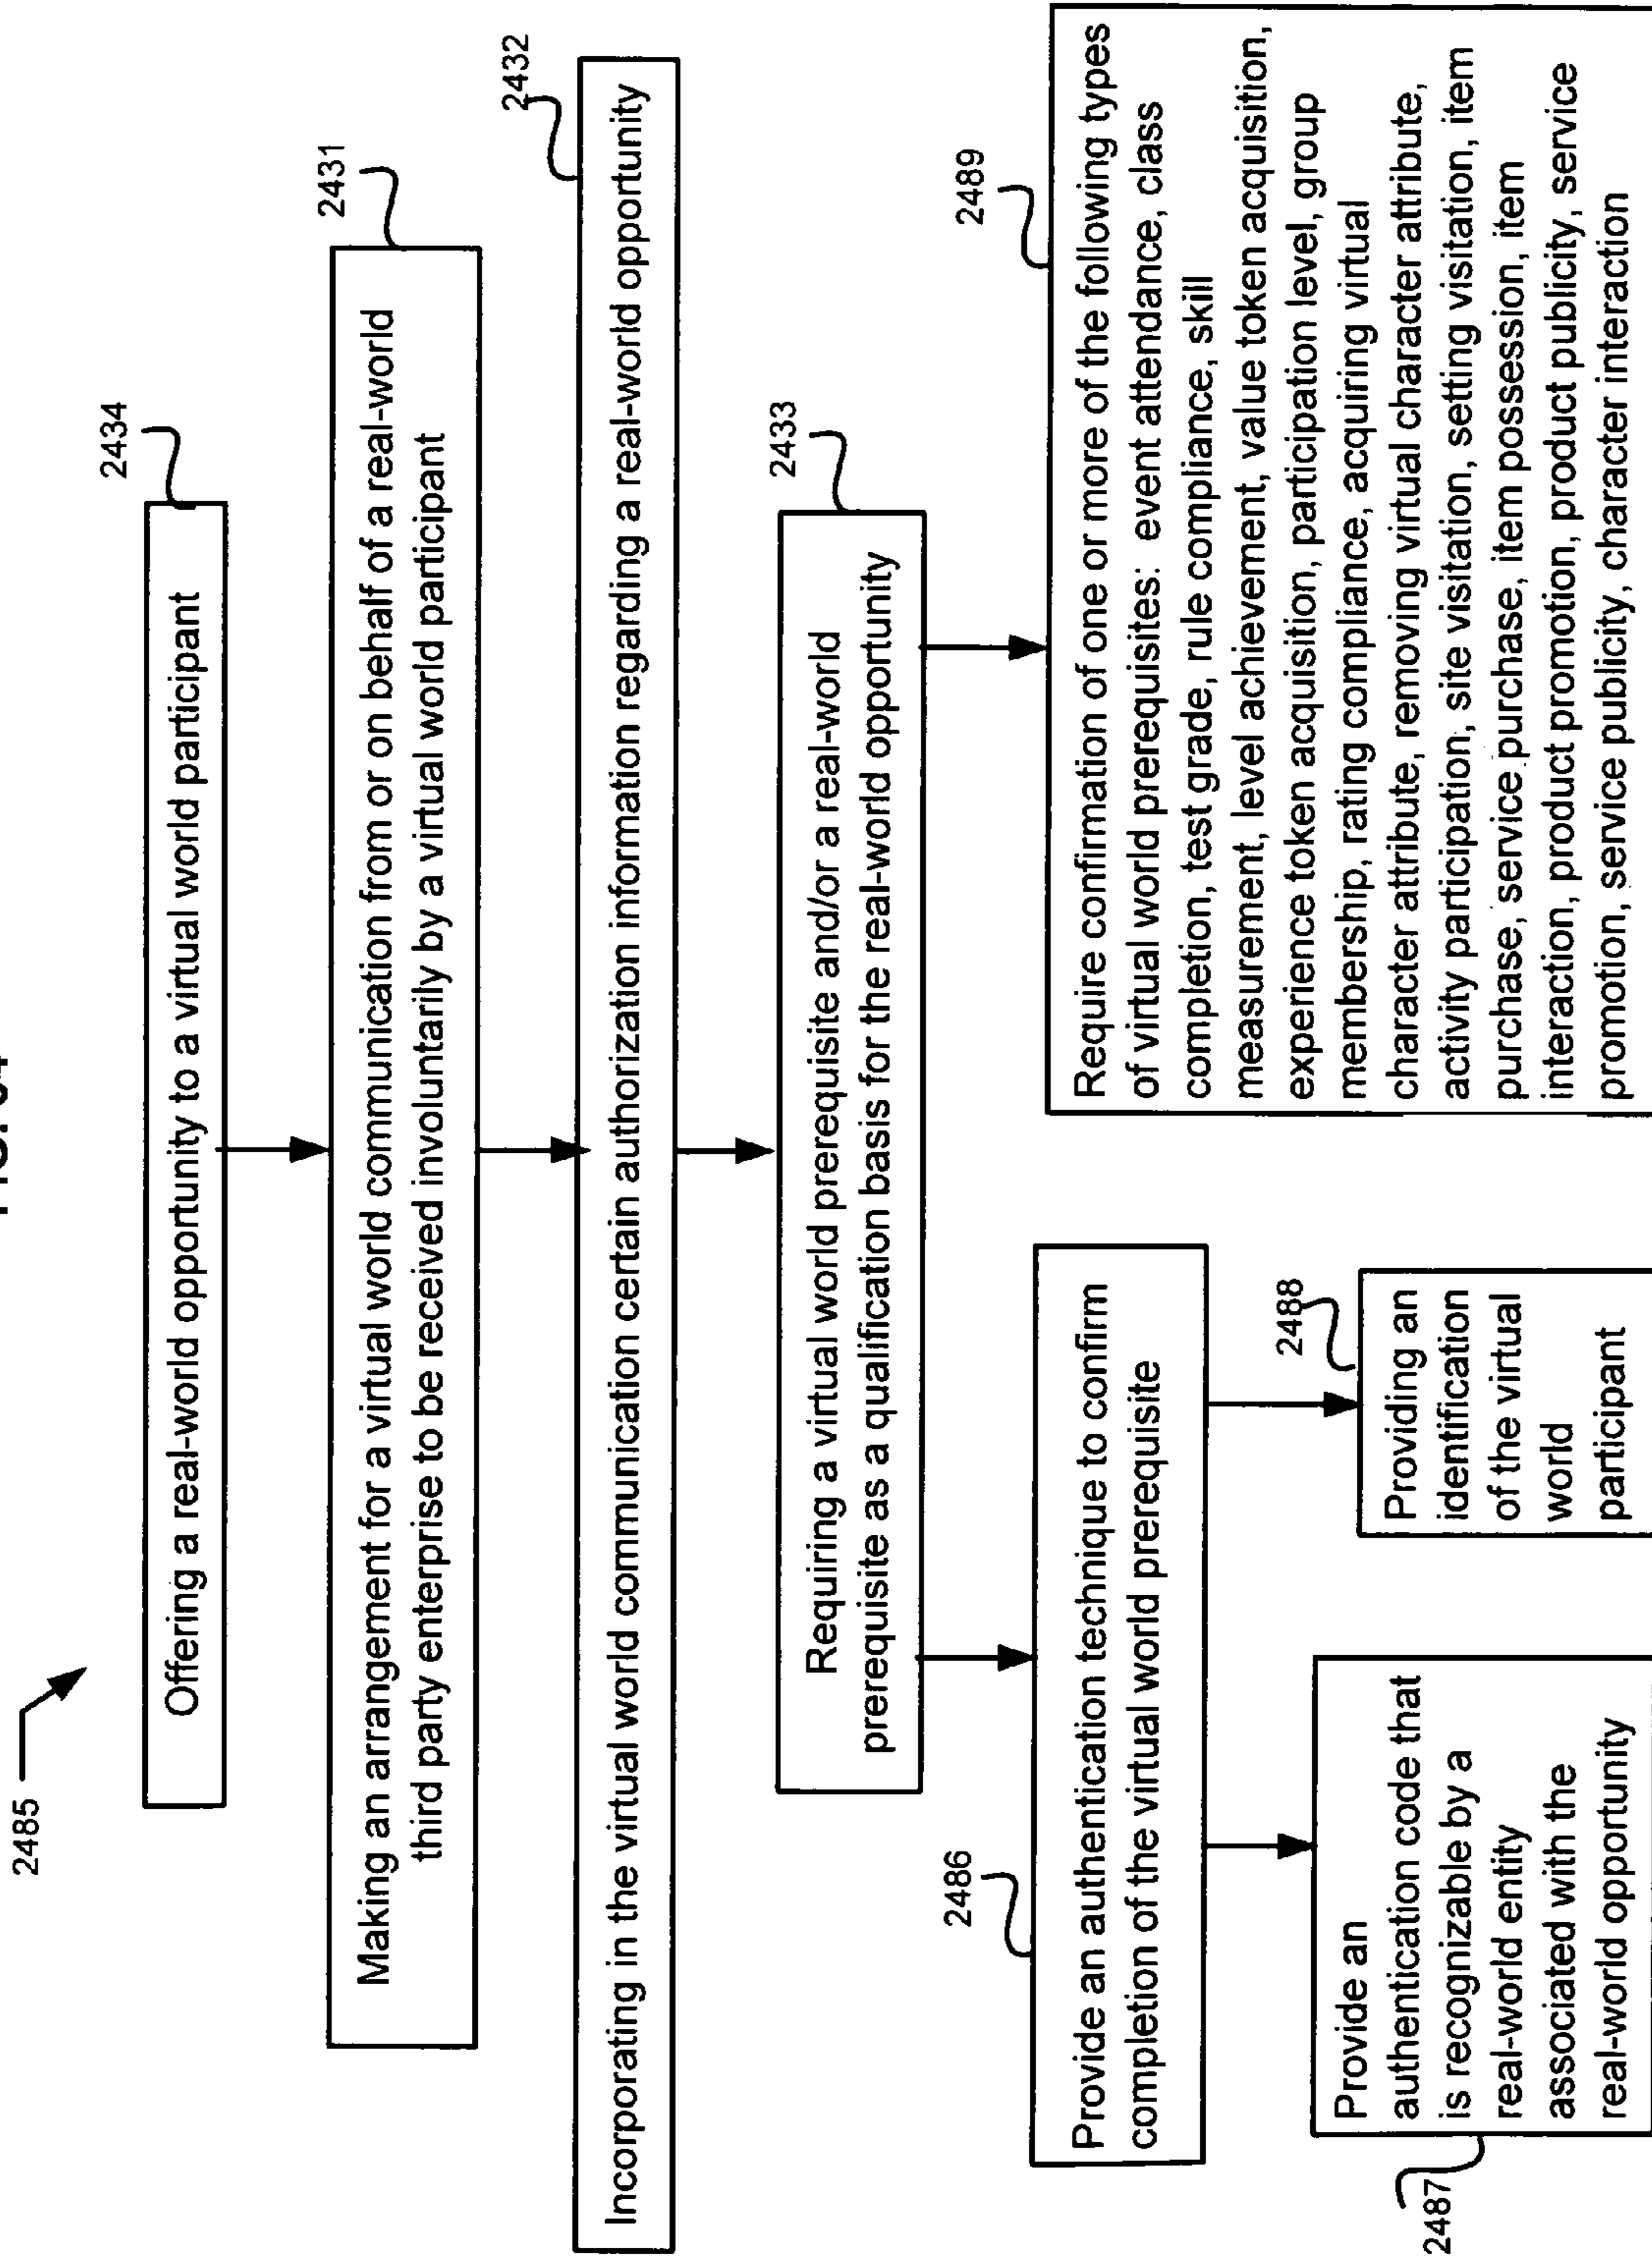 2485
2434
Offering a real-world opportunity to a virtual world participant
2431
Making an arrangement for a virtual world communication from or on behalf of a real-world
third party enterprise to be received involuntarily by a virtual world participant
2432
Incorporating in the virtual world communication certain authorization information regarding a real-world opportunity
2433
Requiring a virtual world prerequisite and/or a real-world
prerequisite as a qualification basis for the real-world opportunity
2486
Provide an authentication technique to confirm
completion of the virtual world prerequisite
2487
Provide an
authentication code that
is recognizable by a
real-world entity
associated with the
real-world opportunity
2488
Providing an
identification
of the virtual
world
participant
2489
Require confirmation of one or more of the following types
of virtual world prerequisites: event attendance, class
completion, test grade, rule compliance, skill
measurement, level achievement, value token acquisition,
experience token acquisition, participation level, group
membership, rating compliance, acquiring virtual
character attribute, removing virtual character attribute,
activity participation, site visitation, setting visitation, item
purchase, service purchase, item possession, item
interaction, product promotion, product publicity, service
promotion, service publicity, character interaction